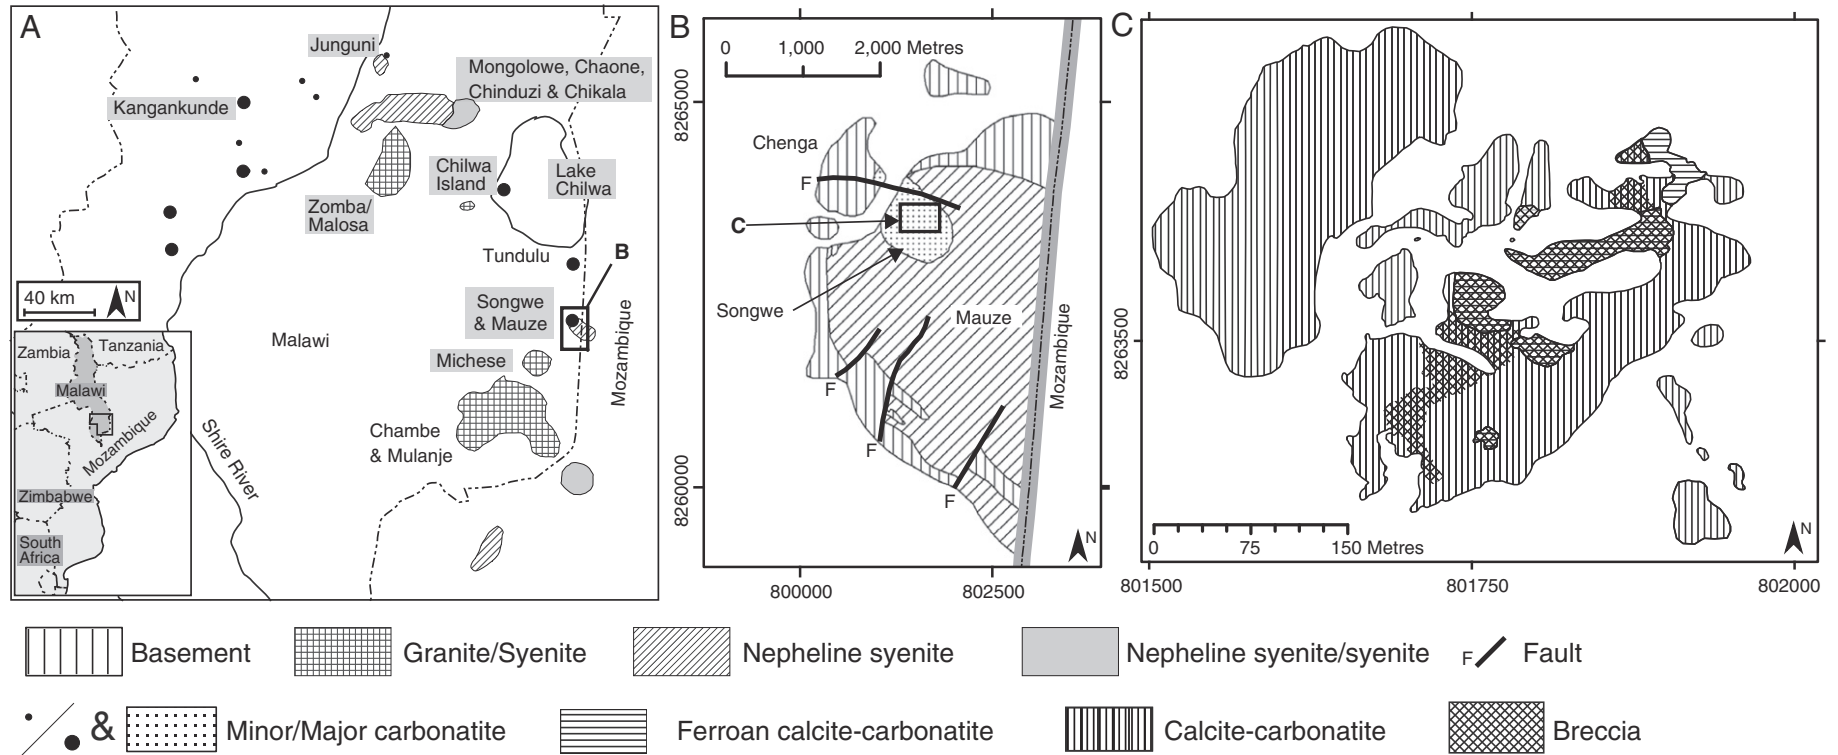 A
Junguni
Mongolowe, Chaone,
Chinduzi & Chikala
Kangankunde
Chilwa
Island
Lake
Chilwa
Zomba/
Malosa
Tundulu
B
40 km
N
Songwe
& Mauze
Malawi
Mozambique
Michese
Zambia
Tanzania
Malawi
Mozambique
Chambe
& Mulanje
Shire River
Zimbabwe
South
Africa
B
0 1,000 2,000 Metres
8265000
Chenga
F
C
Songwe
Mauze
Mozambique
F
F
F
8260000
N
800000 802500
C
8263500
0 75 150 Metres
N
801500 801750 802000
Basement
Granite/Syenite
Nepheline syenite
Nepheline syenite/syenite
F Fault
& Minor/Major carbonatite
Ferroan calcite-carbonatite
Calcite-carbonatite
Breccia